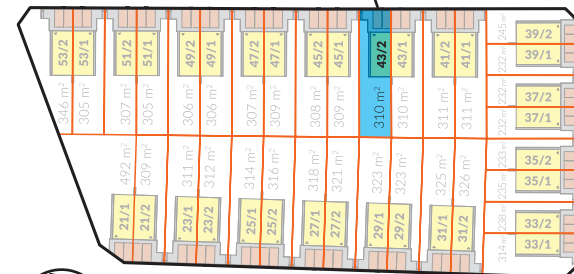 53/2 53/1 51/2 51/1 49/2 49/1 47/2 47/1 45/2 45/1 43/2 43/1 41/2 41/1
346 m² 305 m² 307 m² 305 m² 306 m² 306 m² 307 m² 309 m² 308 m² 309 m² 310 m² 310 m² 311 m² 311 m²
492 m² 309 m² 311 m² 312 m² 314 m² 316 m² 318 m² 321 m² 323 m² 323 m² 325 m² 326 m²
21/1 21/2 23/1 23/2 25/1 25/2 27/1 27/2 29/1 29/2 31/1 31/2
245 m² 39/2
232 m² 39/1
232 m² 37/2
232 m² 37/1
233 m² 35/2
235 m² 35/1
238 m² 33/2
314 m² 33/1